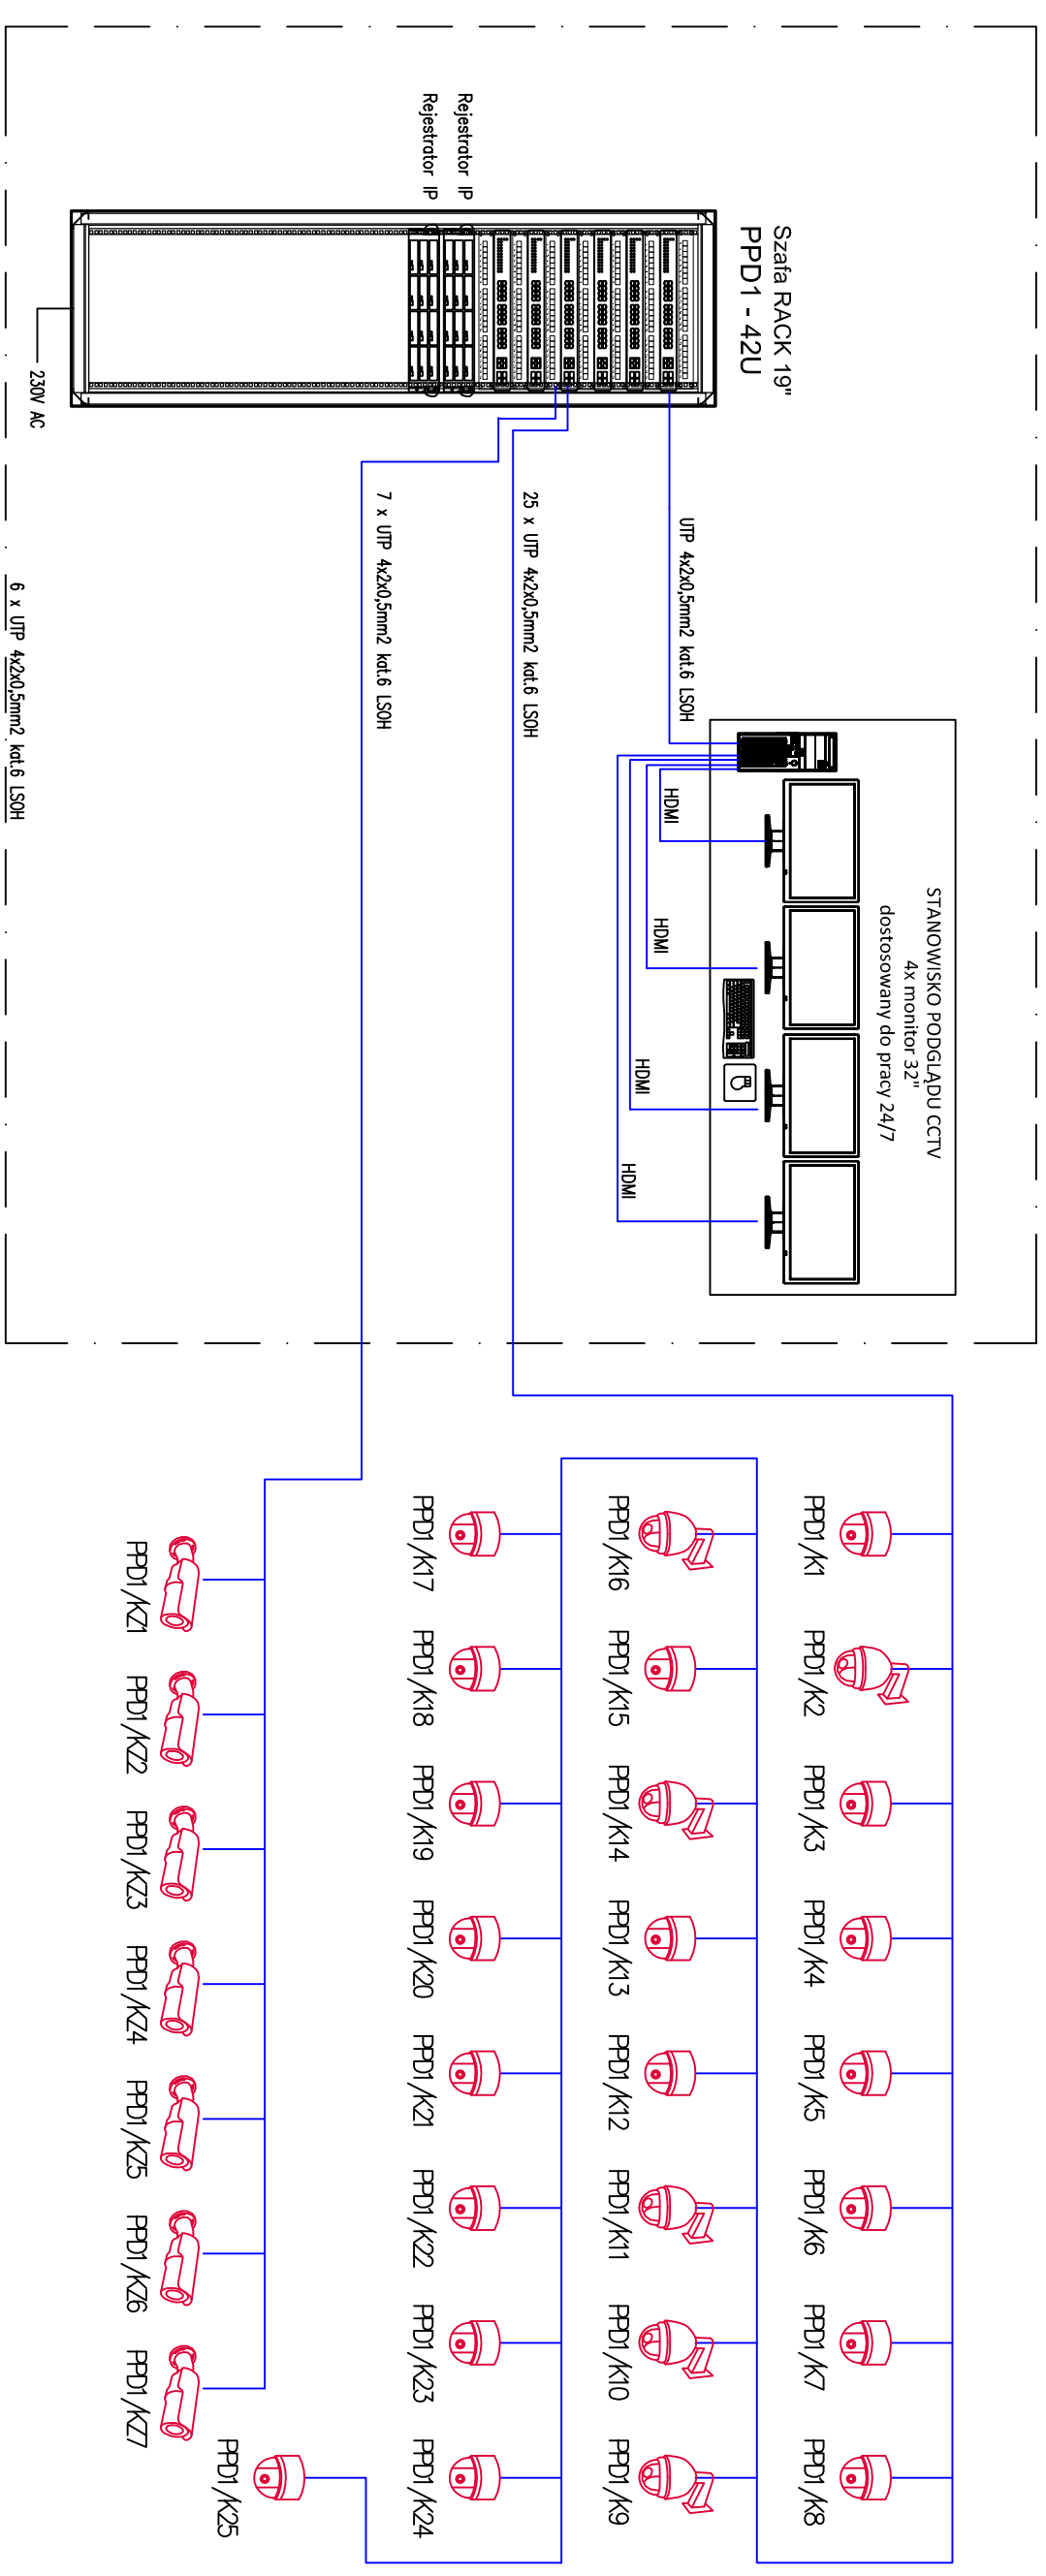 Szafa RACK 19"
PPD1 - 42U
Rejestrator IP
Rejestrator IP
230V AC
STANOWISKO PODGLĄDU CCTV
4x monitor 32"
dostosowany do pracy 24/7
HDMI
HDMI
HDMI
HDMI
UTP 4x2x0,5mm2 kat.6 LSOH
25 x UTP 4x2x0,5mm2 kat.6 LSOH
7 x UTP 4x2x0,5mm2 kat.6 LSOH
6 x UTP 4x2x0,5mm2 kat.6 LSOH
PPD1/K1
PPD1/K2
PPD1/K3
PPD1/K4
PPD1/K5
PPD1/K6
PPD1/K7
PPD1/K8
PPD1/K16
PPD1/K15
PPD1/K14
PPD1/K13
PPD1/K12
PPD1/K11
PPD1/K10
PPD1/K9
PPD1/K17
PPD1/K18
PPD1/K19
PPD1/K20
PPD1/K21
PPD1/K22
PPD1/K23
PPD1/K24
PPD1/K25
PPD1/KZ1
PPD1/KZ2
PPD1/KZ3
PPD1/KZ4
PPD1/KZ5
PPD1/KZ6
PPD1/KZ7